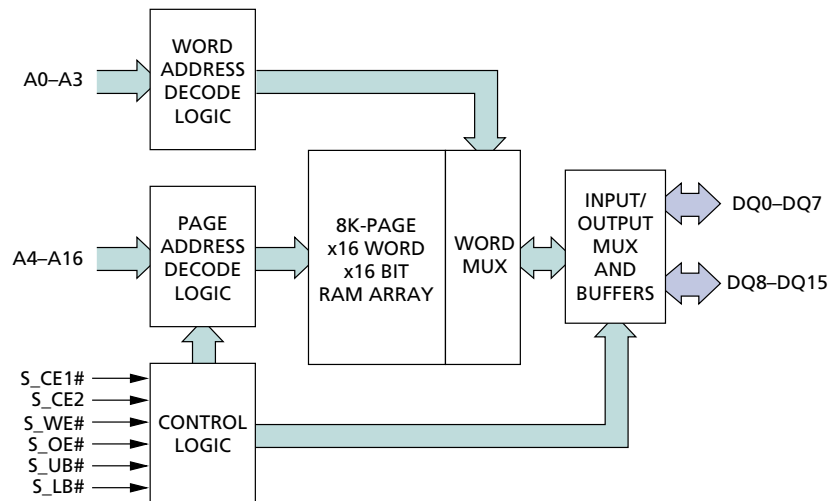 WORD
ADDRESS
DECODE
LOGIC
A0–A3
PAGE
ADDRESS
DECODE
LOGIC
A4–A16
8K-PAGE
x16 WORD
x16 BIT
RAM ARRAY
WORD
MUX
INPUT/
OUTPUT
MUX
AND
BUFFERS
DQ0–DQ7
DQ8–DQ15
S_CE1#
S_CE2
S_WE#
S_OE#
S_UB#
S_LB#
CONTROL
LOGIC